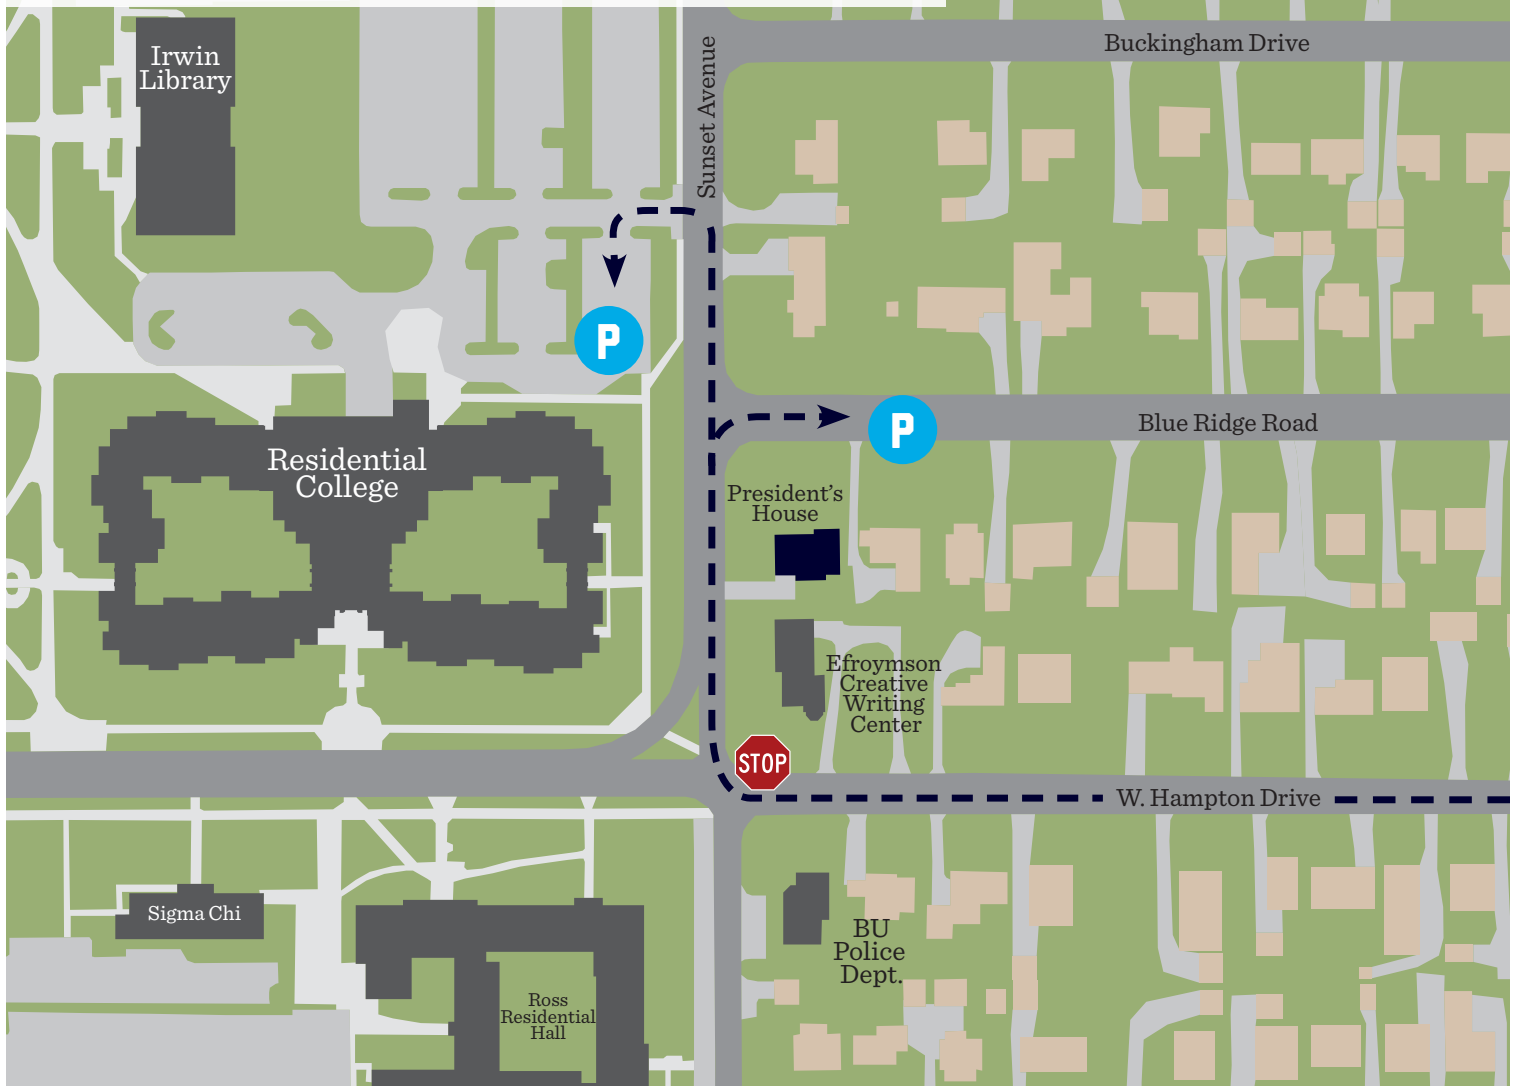 Irwin
Library
Sunset Avenue
Buckingham Drive
P
P
Blue Ridge Road
Residential
College
President’s
House
Efroymson
Creative
Writing
Center
STOP
W. Hampton Drive
Sigma Chi
BU
Police
Dept.
Ross
Residential
Hall